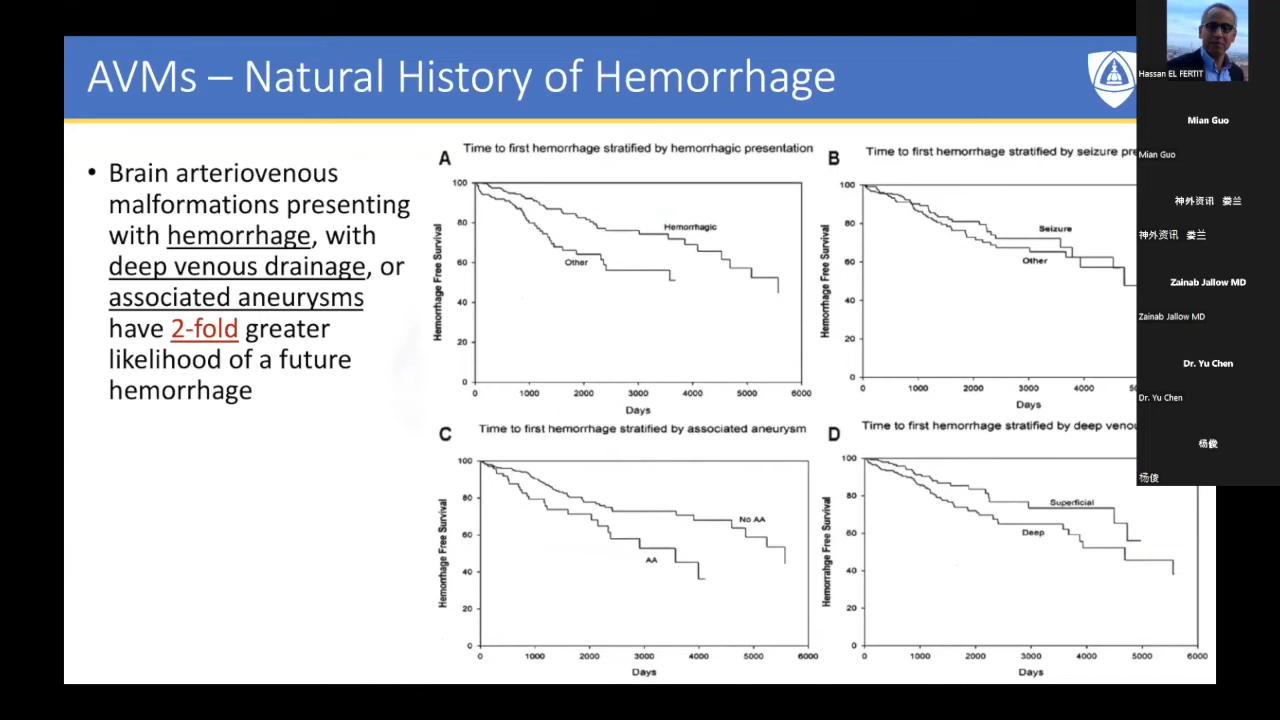 AVMs – Natural History of Hemorrhage
• Brain arteriovenous
malformations presenting
with hemorrhage, with
deep venous drainage, or
associated aneurysms
have 2-fold greater
likelihood of a future
hemorrhage
A
Time to first hemorrhage stratified by hemorrhagic presentation
Hemorrhage Free Survival
100
80
60
40
20
0
Hemorrhagic
Other
0 1000 2000 3000 4000 5000 6000
Days
B
Time to first hemorrhage stratified by seizure pre
Hemorrhage Free Survival
100
80
60
40
20
0
Seizure
Other
0 1000 2000 3000 4000
Days
C
Time to first hemorrhage stratified by associated aneurysm
Hemorrhage Free Survival
100
80
60
40
20
0
No AA
AA
0 1000 2000 3000 4000 5000 6000
Days
D
Time to first hemorrhage stratified by deep venou
Hemorrahge Free Survival
100
80
60
40
20
0
Superficial
Deep
0 1000 2000 3000 4000 5000 6000
Days
Hassan EL FERTIT
Mian Guo
Mian Guo
神外资讯 娄兰
神外资讯 娄兰
Zainab Jallow MD
Zainab Jallow MD
Dr. Yu Chen
Dr. Yu Chen
杨俊
杨俊